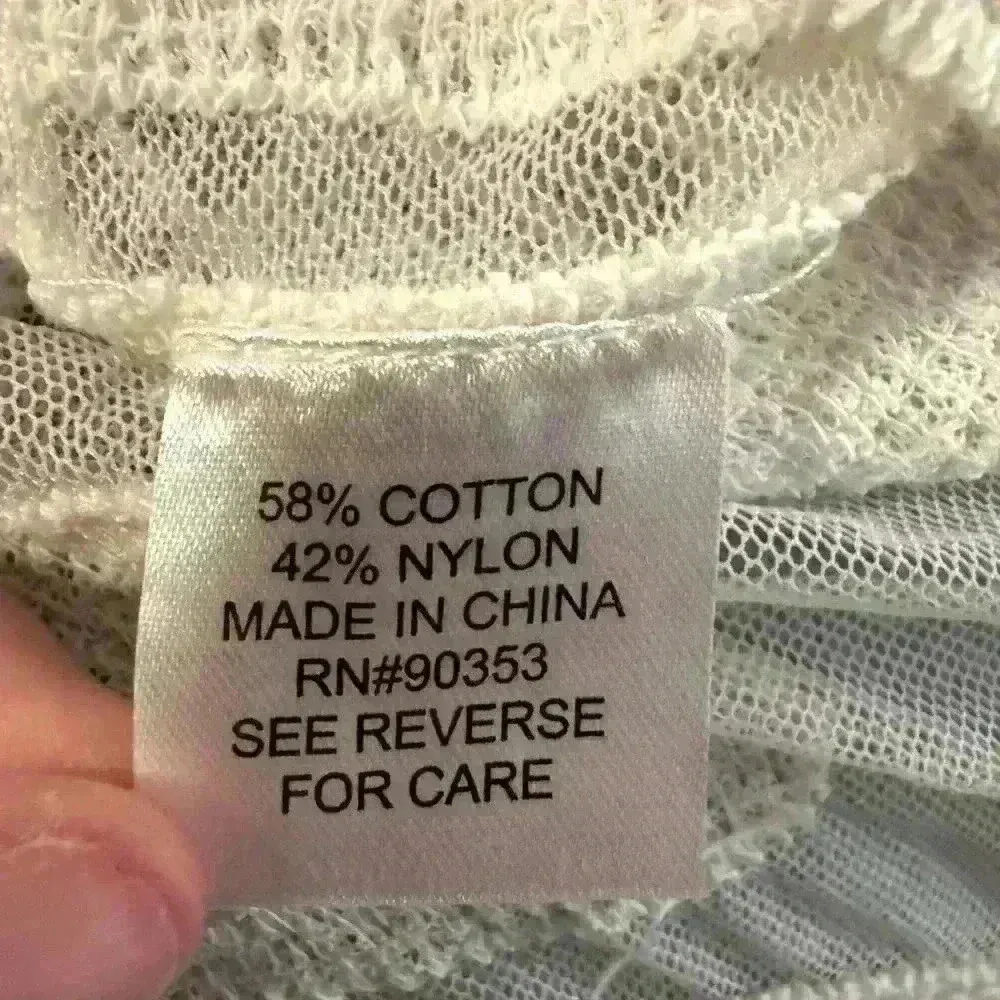 58% COTTON
42% NYLON
MADE IN CHINA
RN#90353
SEE REVERSE
FOR CARE